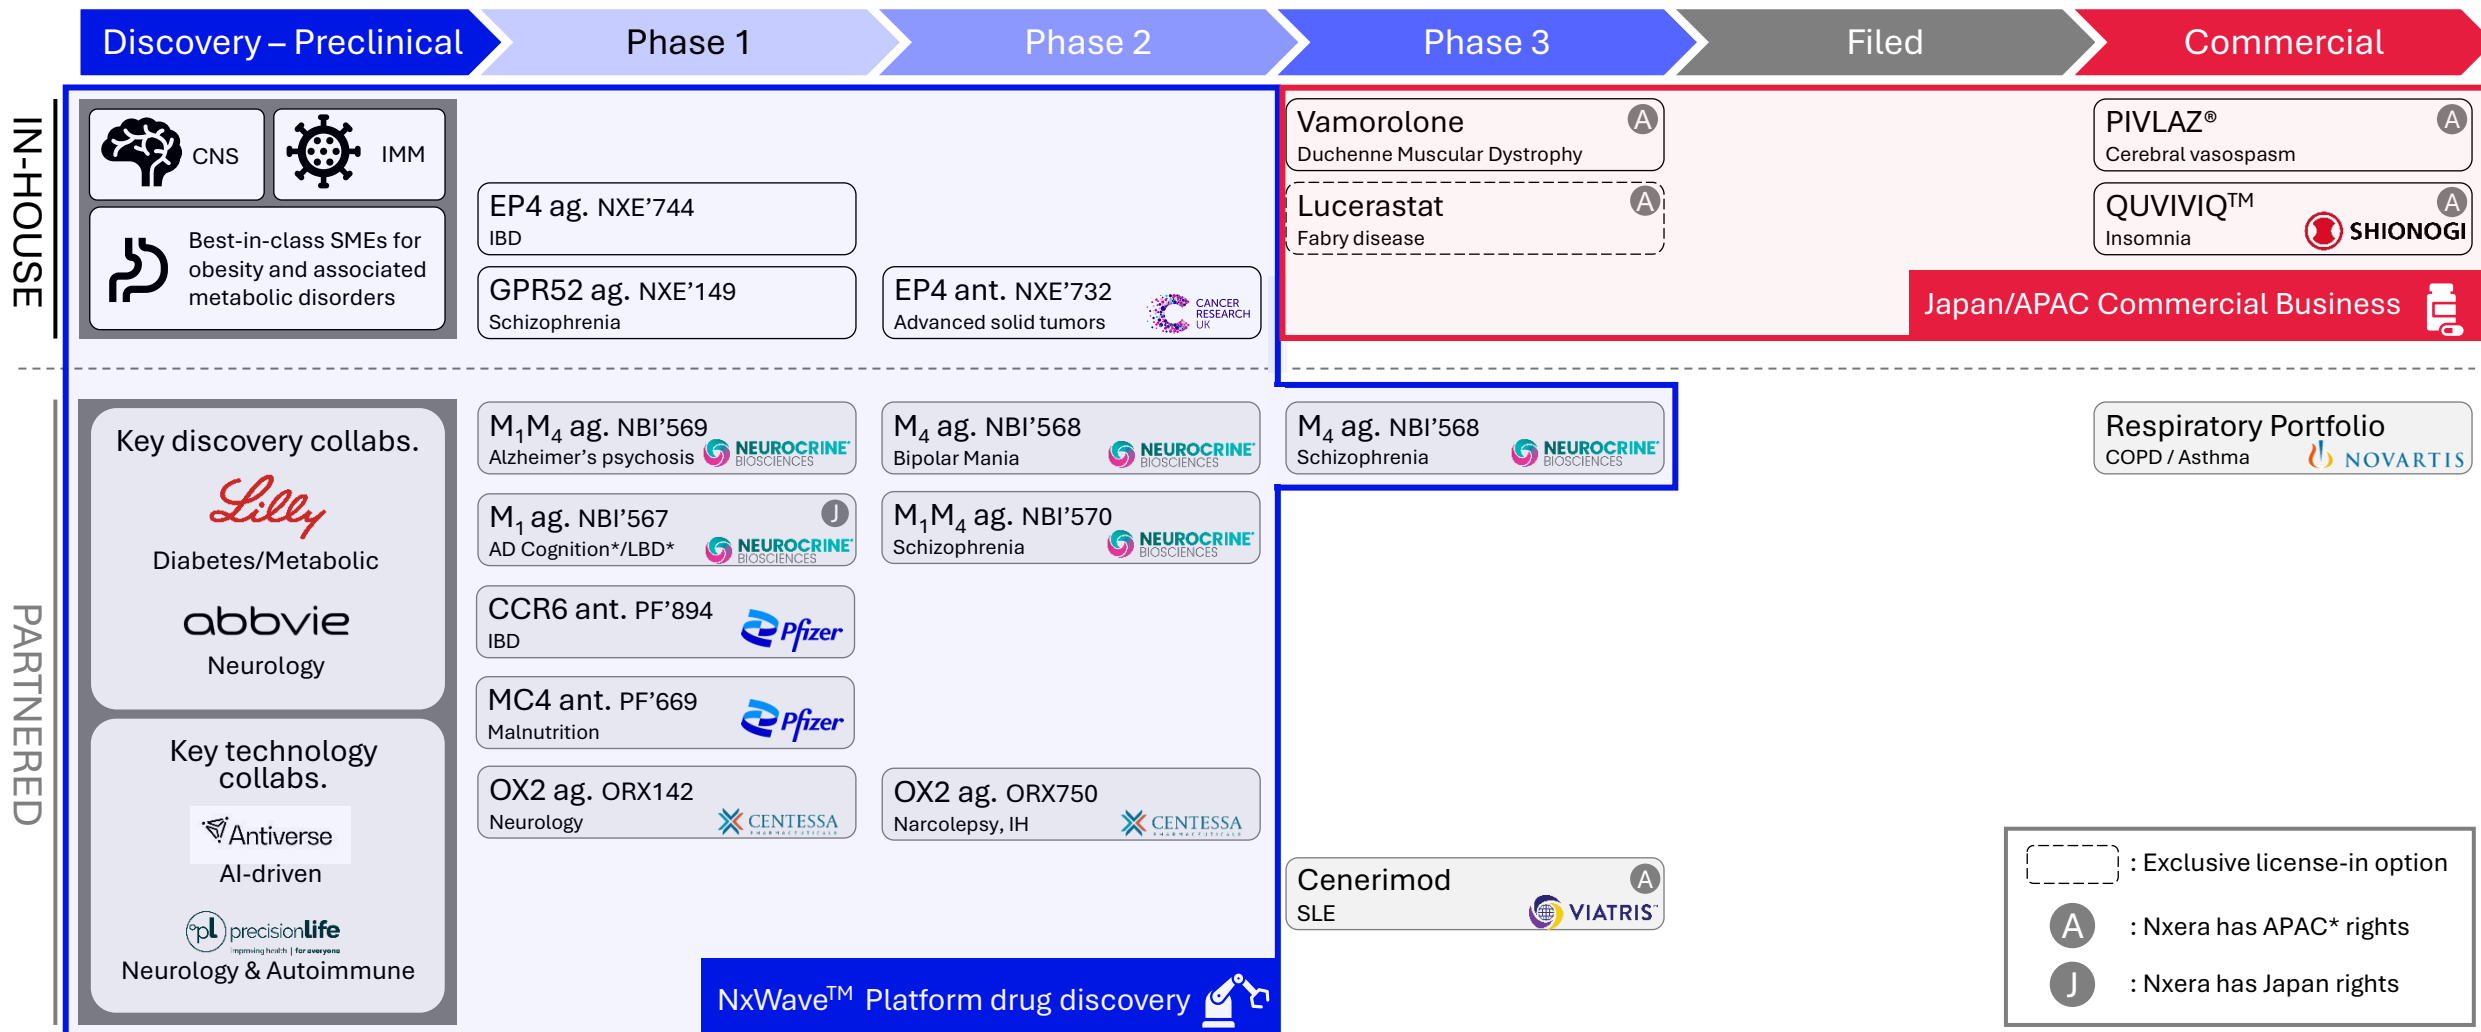 Discovery – Preclinical
Phase 1
Phase 2
Phase 3
Filed
Commercial
IN-HOUSE
CNS
IMM
Best-in-class SMEs for
obesity and associated
metabolic disorders
EP4 ag. NXE’744
IBD
GPR52 ag. NXE’149
Schizophrenia
EP4 ant. NXE’732
Advanced solid tumors
CANCER
RESEARCH
UK
Vamorolone
A
Duchenne Muscular Dystrophy
Lucerastat
A
Fabry disease
PIVLAZ®
A
Cerebral vasospasm
QUVIVIQ™
A
Insomnia
SHIONOGI
Japan/APAC Commercial Business
PARTNERED
Key discovery collabs.
Lilly
Diabetes/Metabolic
abbvie
Neurology
Key technology
collabs.
Antiverse
AI-driven
pl precisionlife
improving health | for everyone
Neurology & Autoimmune
M₁M₄ ag. NBI’569
Alzheimer’s psychosis
NEUROCRINE
BIOSCIENCES
M₁ ag. NBI’567
J
AD Cognition*/LBD*
NEUROCRINE
BIOSCIENCES
CCR6 ant. PF’894
IBD
Pfizer
MC4 ant. PF’669
Malnutrition
Pfizer
OX2 ag. ORX142
Neurology
CENTESSA
PHARMACEUTICALS
M₄ ag. NBI’568
Bipolar Mania
NEUROCRINE
BIOSCIENCES
M₁M₄ ag. NBI’570
Schizophrenia
NEUROCRINE
BIOSCIENCES
OX2 ag. ORX750
Narcolepsy, IH
CENTESSA
PHARMACEUTICALS
M₄ ag. NBI’568
Schizophrenia
NEUROCRINE
BIOSCIENCES
Cenerimod
A
SLE
VIATRIS™
Respiratory Portfolio
COPD / Asthma
NOVARTIS
NxWave™ Platform drug discovery
: Exclusive license-in option
A : Nxera has APAC* rights
J : Nxera has Japan rights